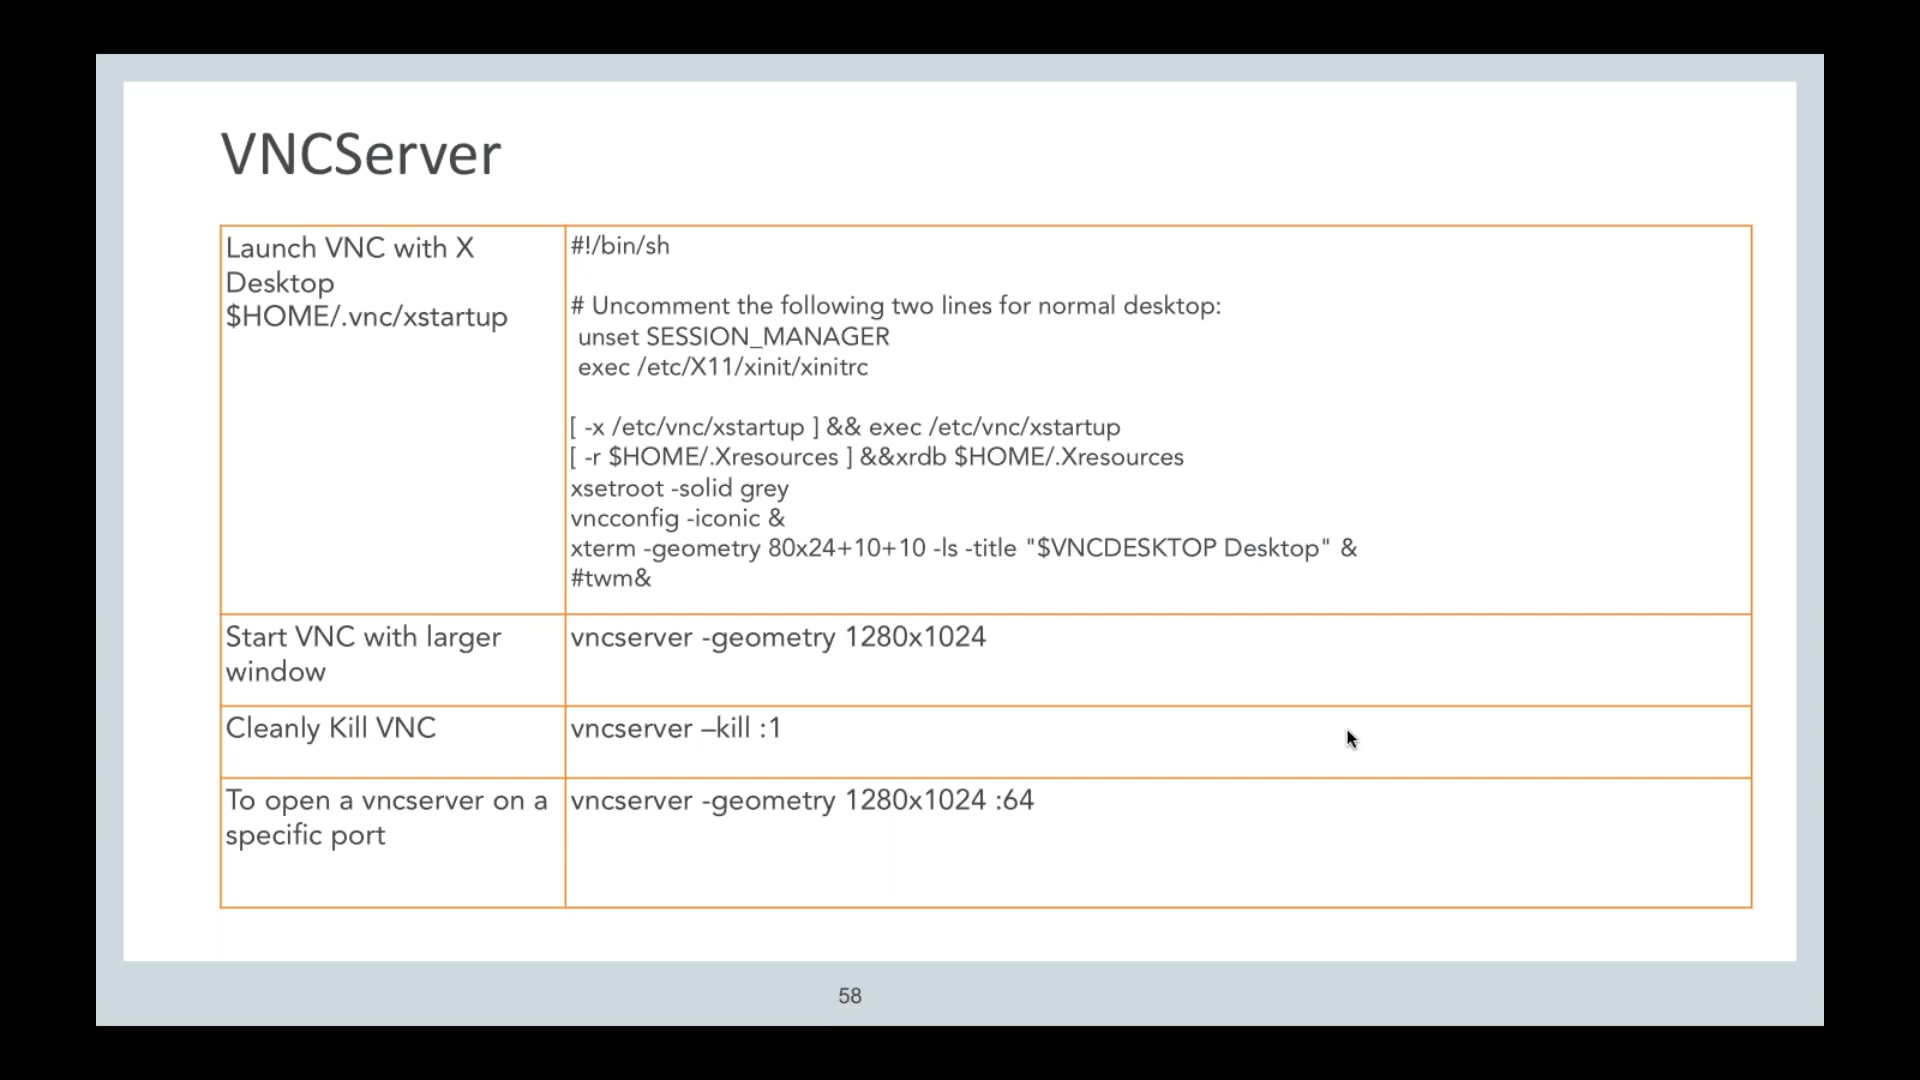 VNCServer
Launch VNC with X
Desktop
$HOME/.vnc/xstartup
#!/bin/sh
# Uncomment the following two lines for normal desktop:
unset SESSION_MANAGER
exec /etc/X11/xinit/xinitrc
[ -x /etc/vnc/xstartup ] && exec /etc/vnc/xstartup
[ -r $HOME/.Xresources ] &&xrdb $HOME/.Xresources
xsetroot -solid grey
vncconfig -iconic &
xterm -geometry 80x24+10+10 -ls -title "$VNCDESKTOP Desktop" &
#twm&
Start VNC with larger
window
vncserver -geometry 1280x1024
Cleanly Kill VNC
vncserver –kill :1
To open a vncserver on a
specific port
vncserver -geometry 1280x1024 :64
58